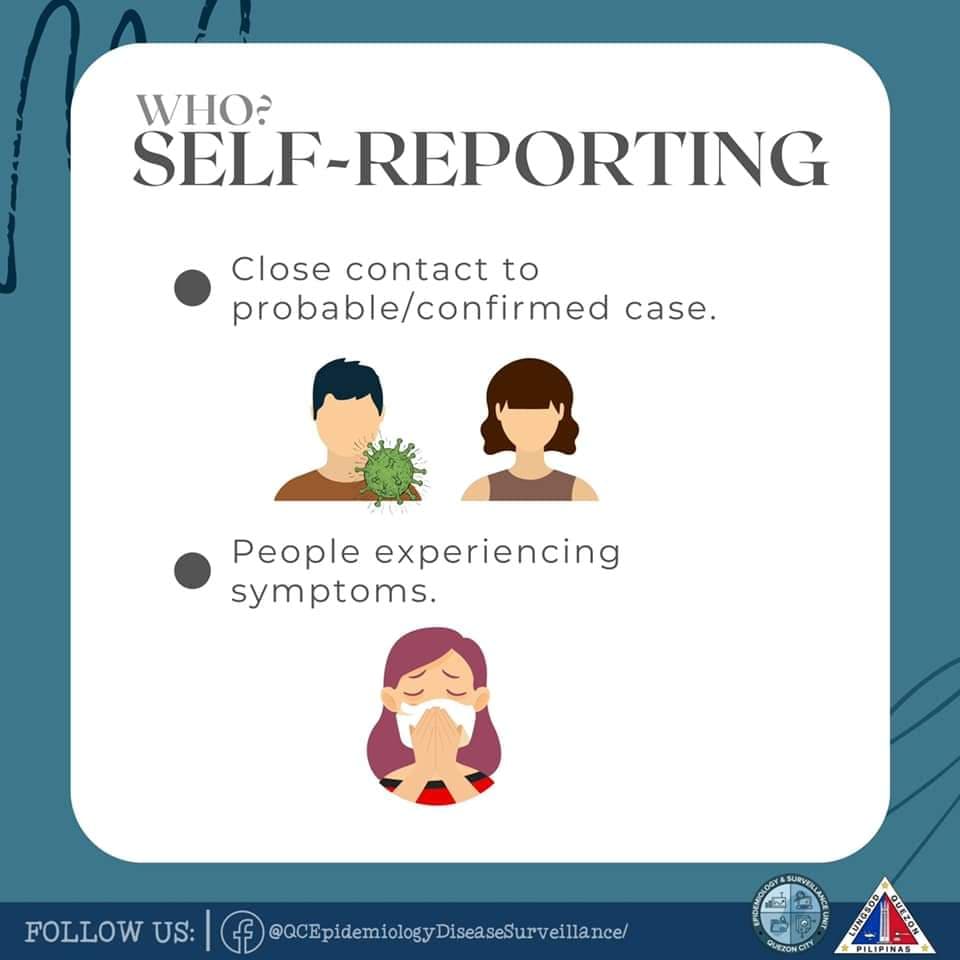 WHO?
SELF-REPORTING
Close contact to
probable/confirmed case.
People experiencing
symptoms.
FOLLOW US:
@QCEpidemiologyDiseaseSurveillance/
EPIDEMIOLOGY & SURVEILLANCE UNIT
QUEZON CITY
LUNGSOD QUEZON
PILIPINAS